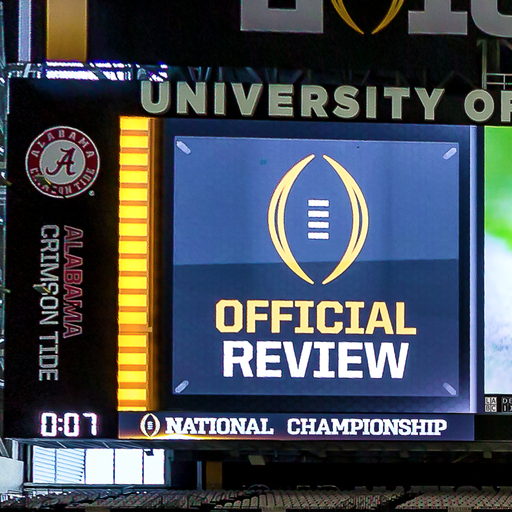 UNIVERSITY OF
ALABAMA
A
CRIMSON TIDE
ALABAMA
CRIMSON TIDE
OFFICIAL
REVIEW
0:07
NATIONAL CHAMPIONSHIP